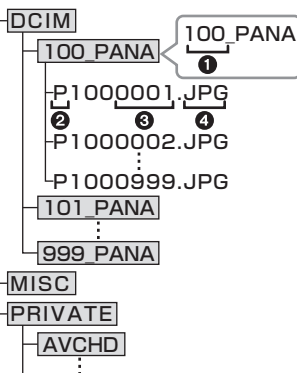 DCIM
100_PANA
100_PANA
❶
P1000001.JPG
❷ ❸ ❹
P1000002.JPG
P1000999.JPG
101_PANA
999_PANA
MISC
PRIVATE
AVCHD